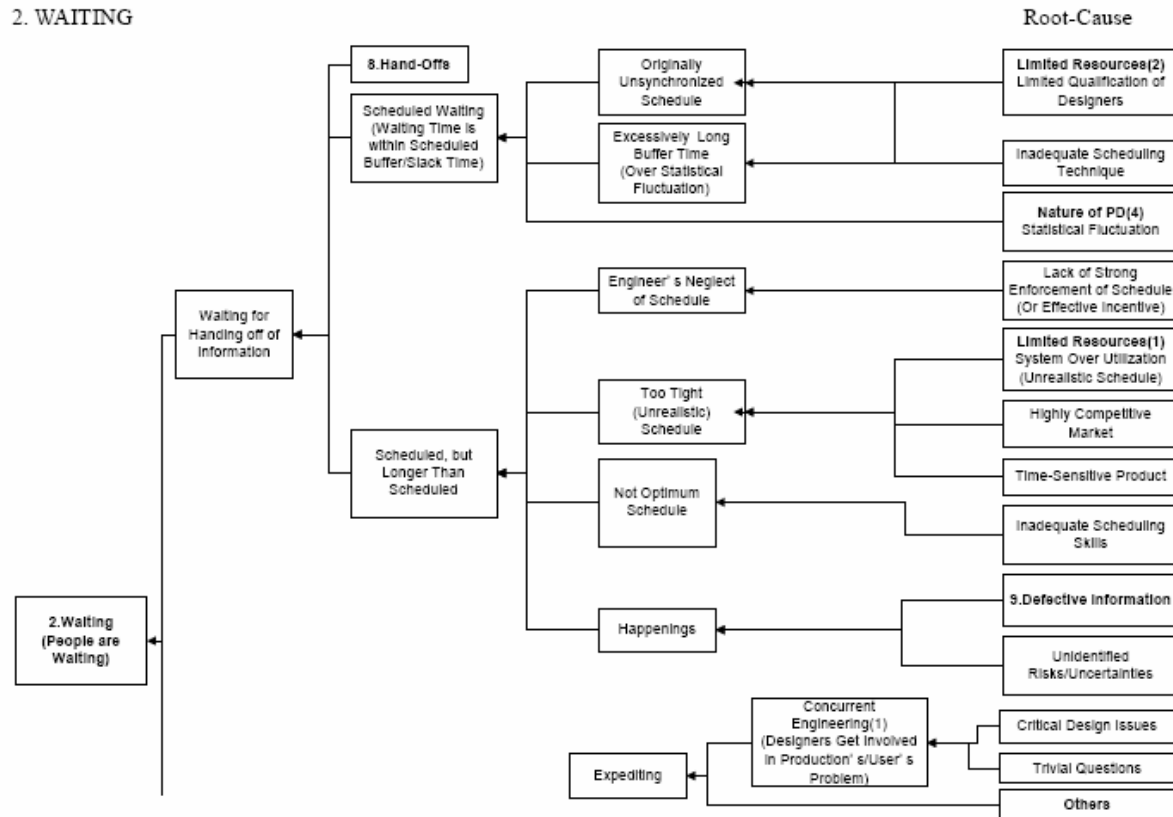 2. WAITING
Root-Cause
8.Hand-Offs
Scheduled Waiting
(Waiting Time is
within Scheduled
Buffer/Slack Time)
Originally
Unsynchronized
Schedule
Limited Resources(2)
Limited Qualification of
Designers
Excessively Long
Buffer Time
(Over Statistical
Fluctuation)
Inadequate Scheduling
Technique
Nature of PD(4)
Statistical Fluctuation
Waiting for
Handing off of
Information
Engineer' s Neglect
of Schedule
Lack of Strong
Enforcement of Schedule
(Or Effective Incentive)
Limited Resources(1)
System Over Utilization
(Unrealistic Schedule)
Too Tight
(Unrealistic)
Schedule
Highly Competitive
Market
Time-Sensitive Product
Scheduled, but
Longer Than
Scheduled
Not Optimum
Schedule
Inadequate Scheduling
Skills
2.Waiting
(People are
Waiting)
Happenings
9.Defective Information
Unidentified
Risks/Uncertainties
Expediting
Concurrent
Engineering(1)
(Designers Get Involved
in Production' s/User' s
Problem)
Critical Design Issues
Trivial Questions
Others